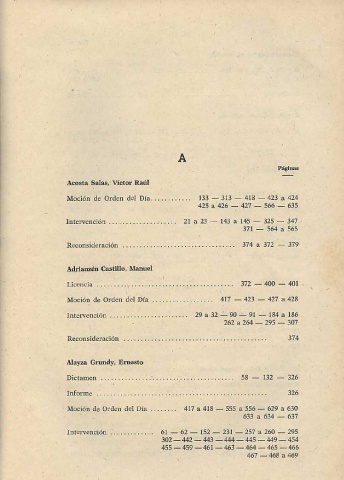 A
Páginas
Acosta Salas, Víctor Raúl
Moción de Orden del Día............ 133 — 313 — 418 — 423 a 424
425 a 426 — 427 — 566 — 635
Intervención .................... 21 a 23 — 143 a 145 — 325 — 347
371 — 564 a 565
Reconsideración ................................. 374 a 372 — 379
Adrianzén Castillo, Manuel
Licencia ........................................ 372 — 400 — 401
Moción de Orden del Día .................. 417 — 423 — 427 a 428
Intervención ....................... 29 a 32 — 90 — 91 — 184 a 186
262 a 264 — 295 — 307
Reconsideración .......................................... 374
Alayza Grundy, Ernesto
Dictamen ....................................... 58 — 132 — 326
Informe .................................................. 326
Moción de Orden del Día ........ 417 a 418 — 555 a 556 — 629 a 630
633 a 634 — 637
Intervención ............. 61 — 62 — 152 — 231 — 257 a 260 — 295
302 — 442 — 443 — 444 — 445 — 449 — 454
455 — 459 — 461 — 463 — 464 — 465 — 466
467 — 468 a 469